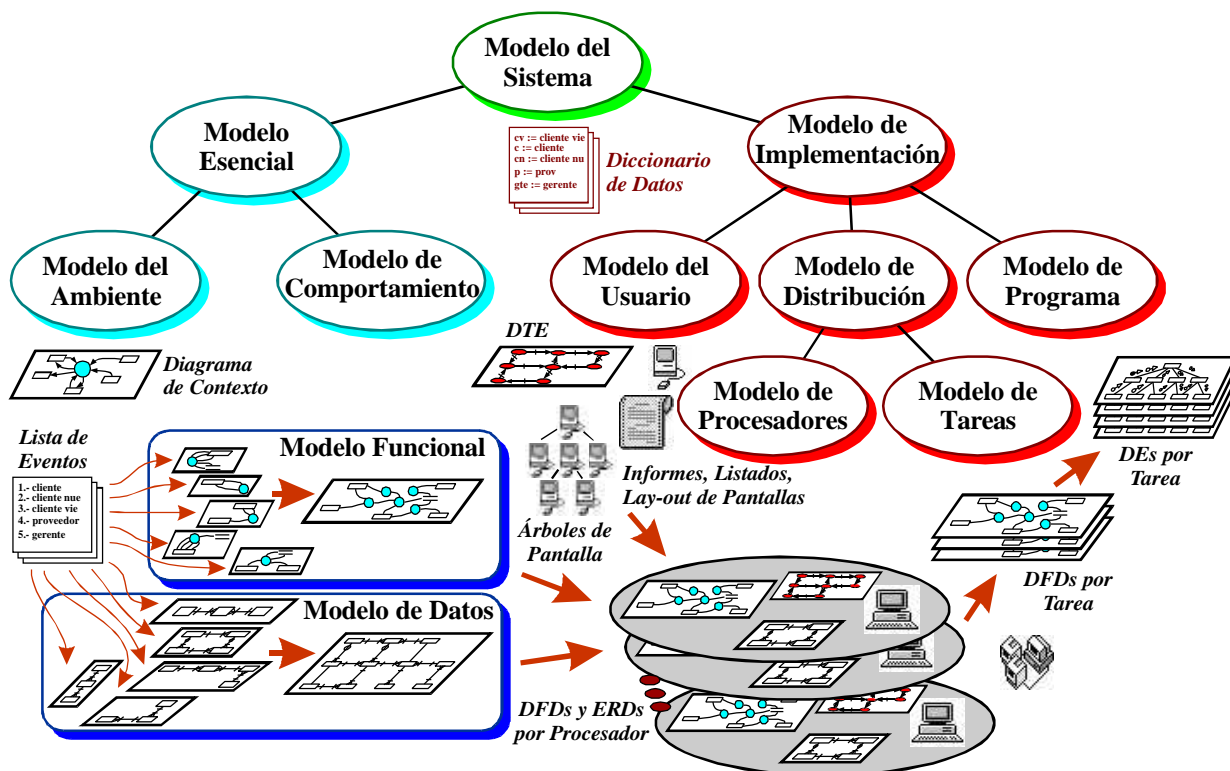 Modelo del
Sistema
Modelo
Esencial
cv := cliente vie
c := cliente
cn := cliente nu
p := prov
gte := gerente
Diccionario
de Datos
Modelo de
Implementación
Modelo del
Ambiente
Modelo de
Comportamiento
Modelo del
Usuario
Modelo de
Distribución
Modelo de
Programa
Diagrama
de Contexto
DTE
Modelo de
Procesadores
Modelo de
Tareas
DEs por
Tarea
Lista de
Eventos
1.- cliente
2.- cliente nue
3.- cliente vie
4.- proveedor
5.- gerente
Modelo Funcional
Árboles de
Pantalla
Informes, Listados,
Lay-out de Pantallas
DFDs por
Tarea
Modelo de Datos
DFDs y ERDs
por Procesador